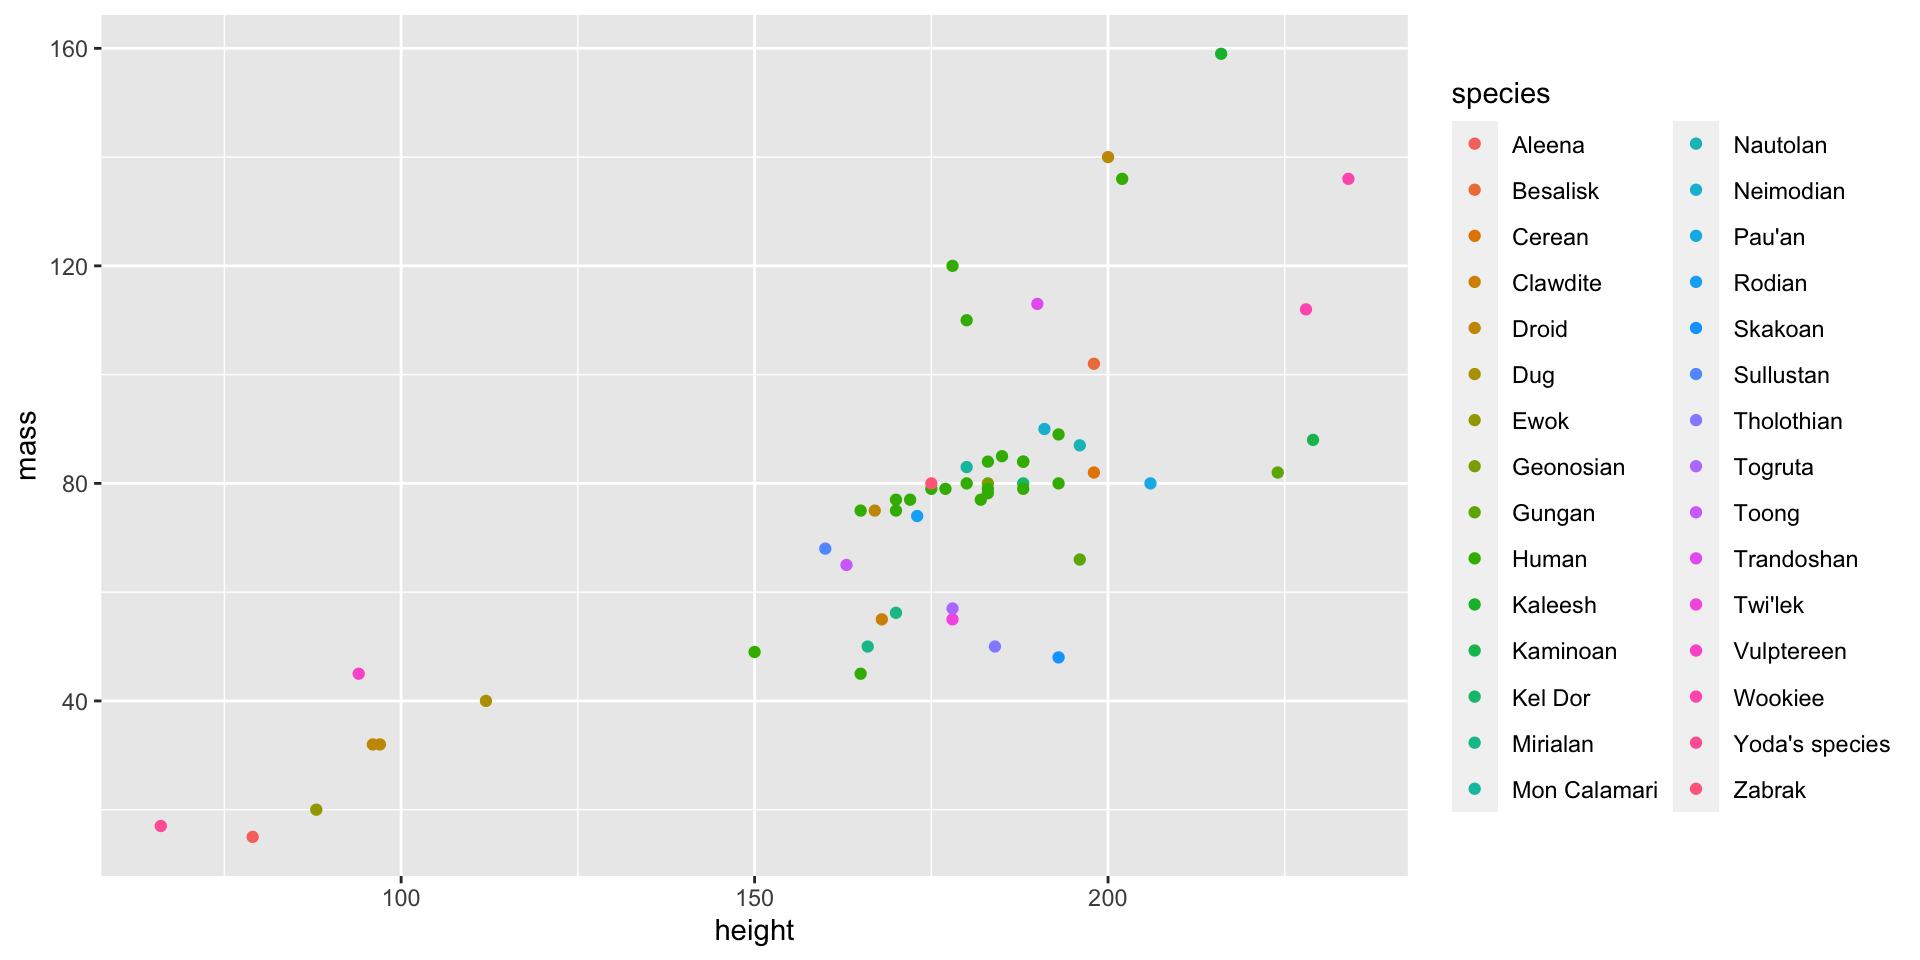 160
120
80
40
mass
100
150
200
height
species
Aleena
Besalisk
Cerean
Clawdite
Droid
Dug
Ewok
Geonosian
Gungan
Human
Kaleesh
Kaminoan
Kel Dor
Mirialan
Mon Calamari
Nautolan
Neimodian
Pau'an
Rodian
Skakoan
Sullustan
Tholothian
Togruta
Toong
Trandoshan
Twi'lek
Vulptereen
Wookiee
Yoda's species
Zabrak